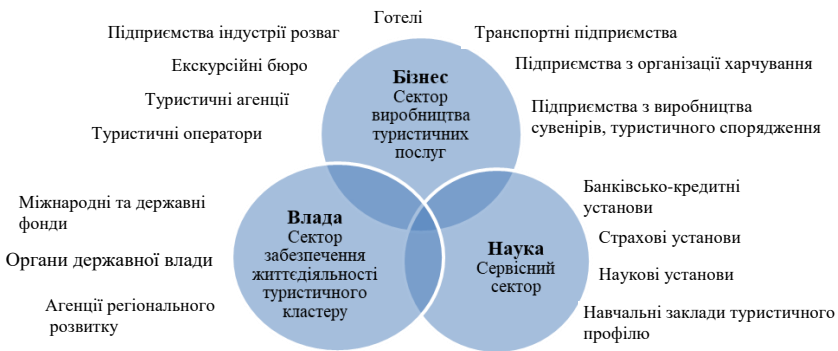 Готелі
Підприємства індустрії розваг
Транспортні підприємства
Екскурсійні бюро
Підприємства з організації харчування
Туристичні агенції
Підприємства з виробництва
сувенірів, туристичного спорядження
Туристичні оператори
Бізнес
Сектор
виробництва
туристичних
послуг
Міжнародні та державні
фонди
Органи державної влади
Агенції регіонального
розвитку
Влада
Сектор
забезпечення
життєдіяльності
туристичного
кластеру
Наука
Сервісний
сектор
Банківсько-кредитні
установи
Страхові установи
Наукові установи
Навчальні заклади туристичного
профілю